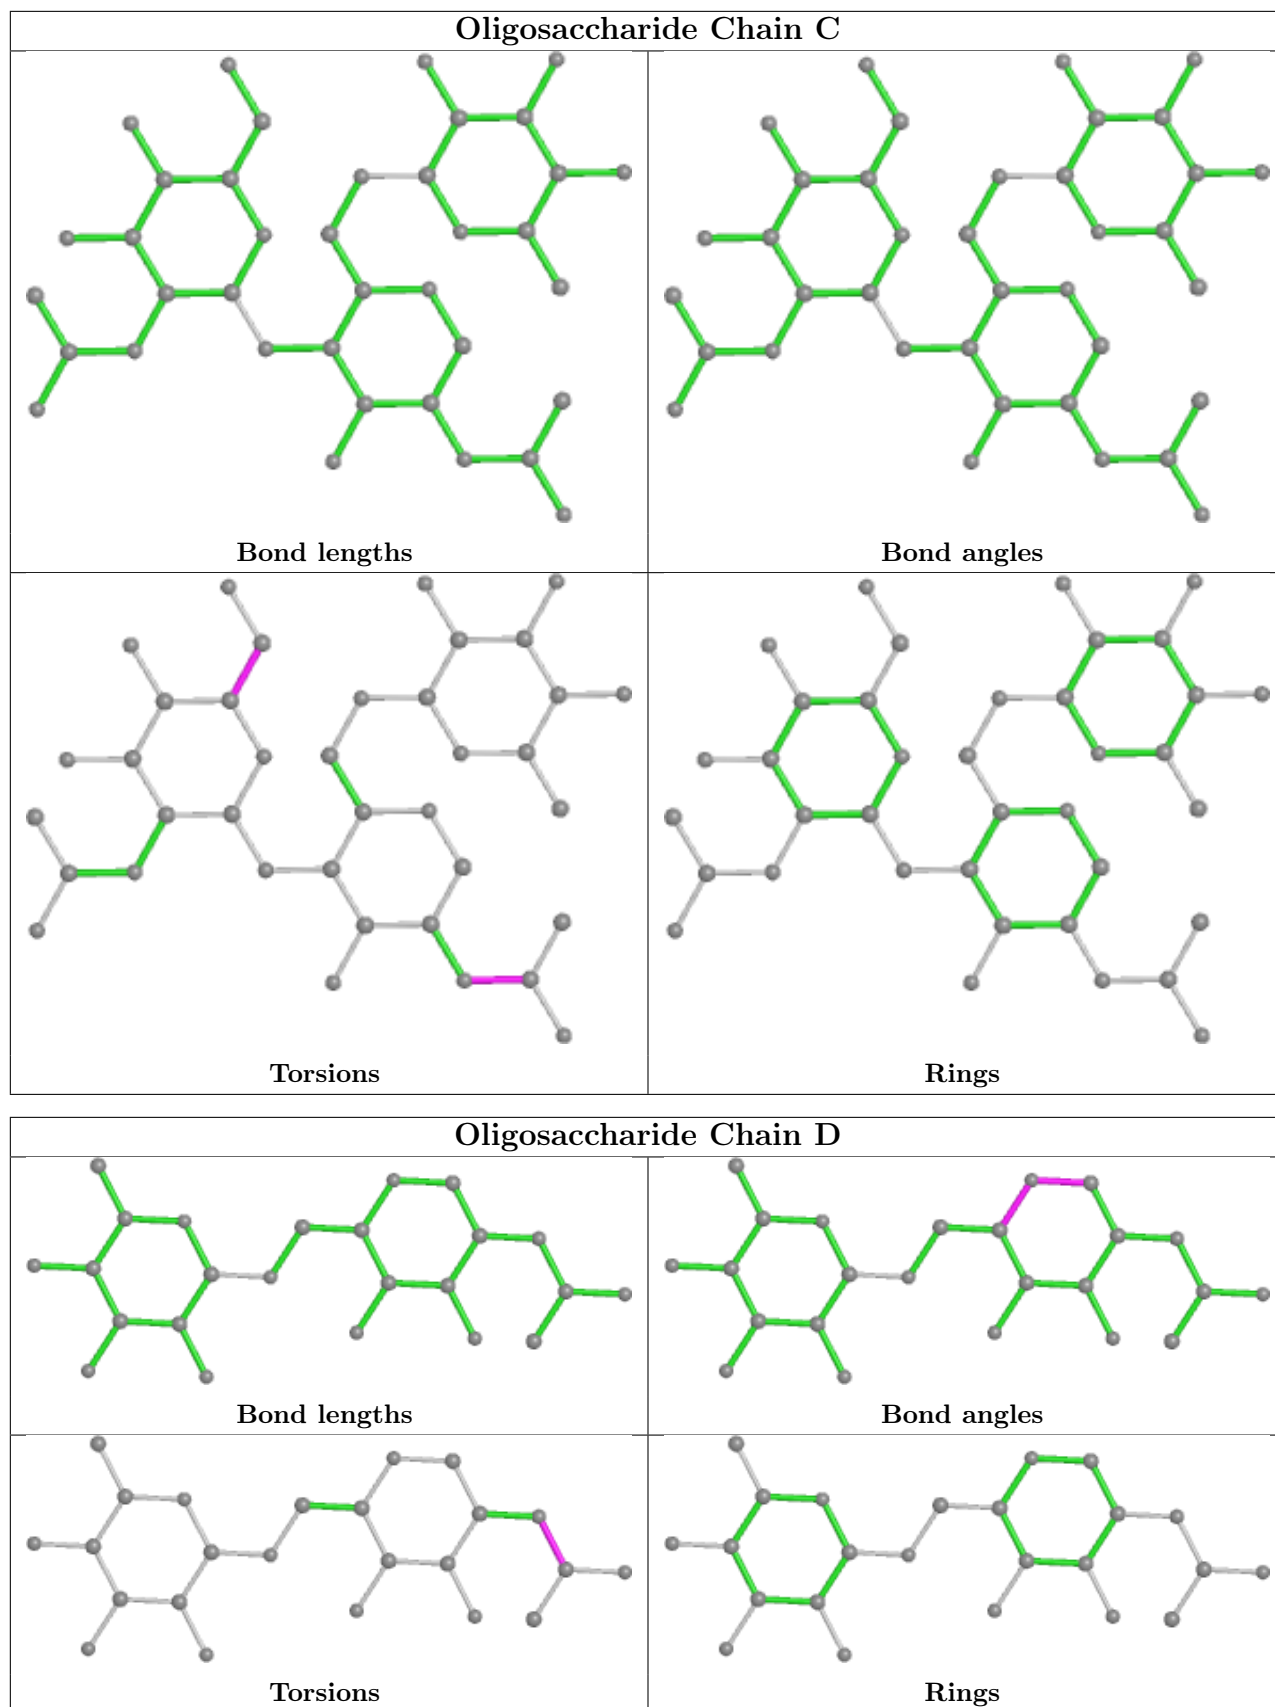 Oligosaccharide Chain C
Bond lengths
Bond angles
Torsions
Rings
Oligosaccharide Chain D
Bond lengths
Bond angles
Torsions
Rings